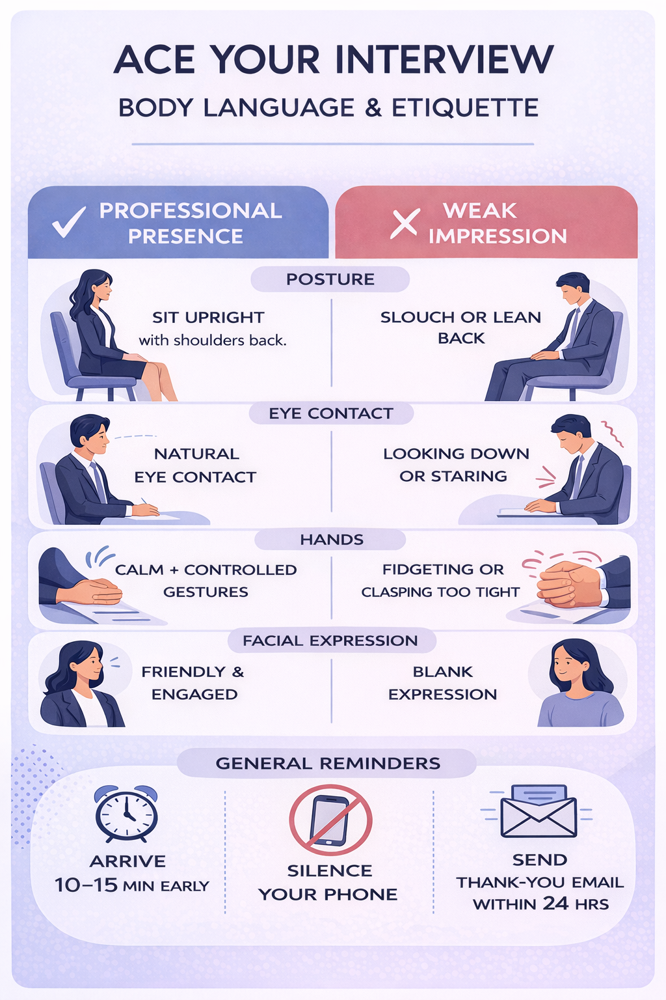 ACE YOUR INTERVIEW
BODY LANGUAGE & ETIQUETTE
PROFESSIONAL
PRESENCE
WEAK
IMPRESSION
POSTURE
SIT UPRIGHT
with shoulders back.
SLOUCH OR LEAN
BACK
EYE CONTACT
NATURAL
EYE CONTACT
LOOKING DOWN
OR STARING
HANDS
CALM + CONTROLLED
GESTURES
FIDGETING OR
CLASPING TOO TIGHT
FACIAL EXPRESSION
FRIENDLY &
ENGAGED
BLANK
EXPRESSION
GENERAL REMINDERS
ARRIVE
10–15 MIN EARLY
SILENCE
YOUR PHONE
SEND
THANK-YOU EMAIL
WITHIN 24 HRS